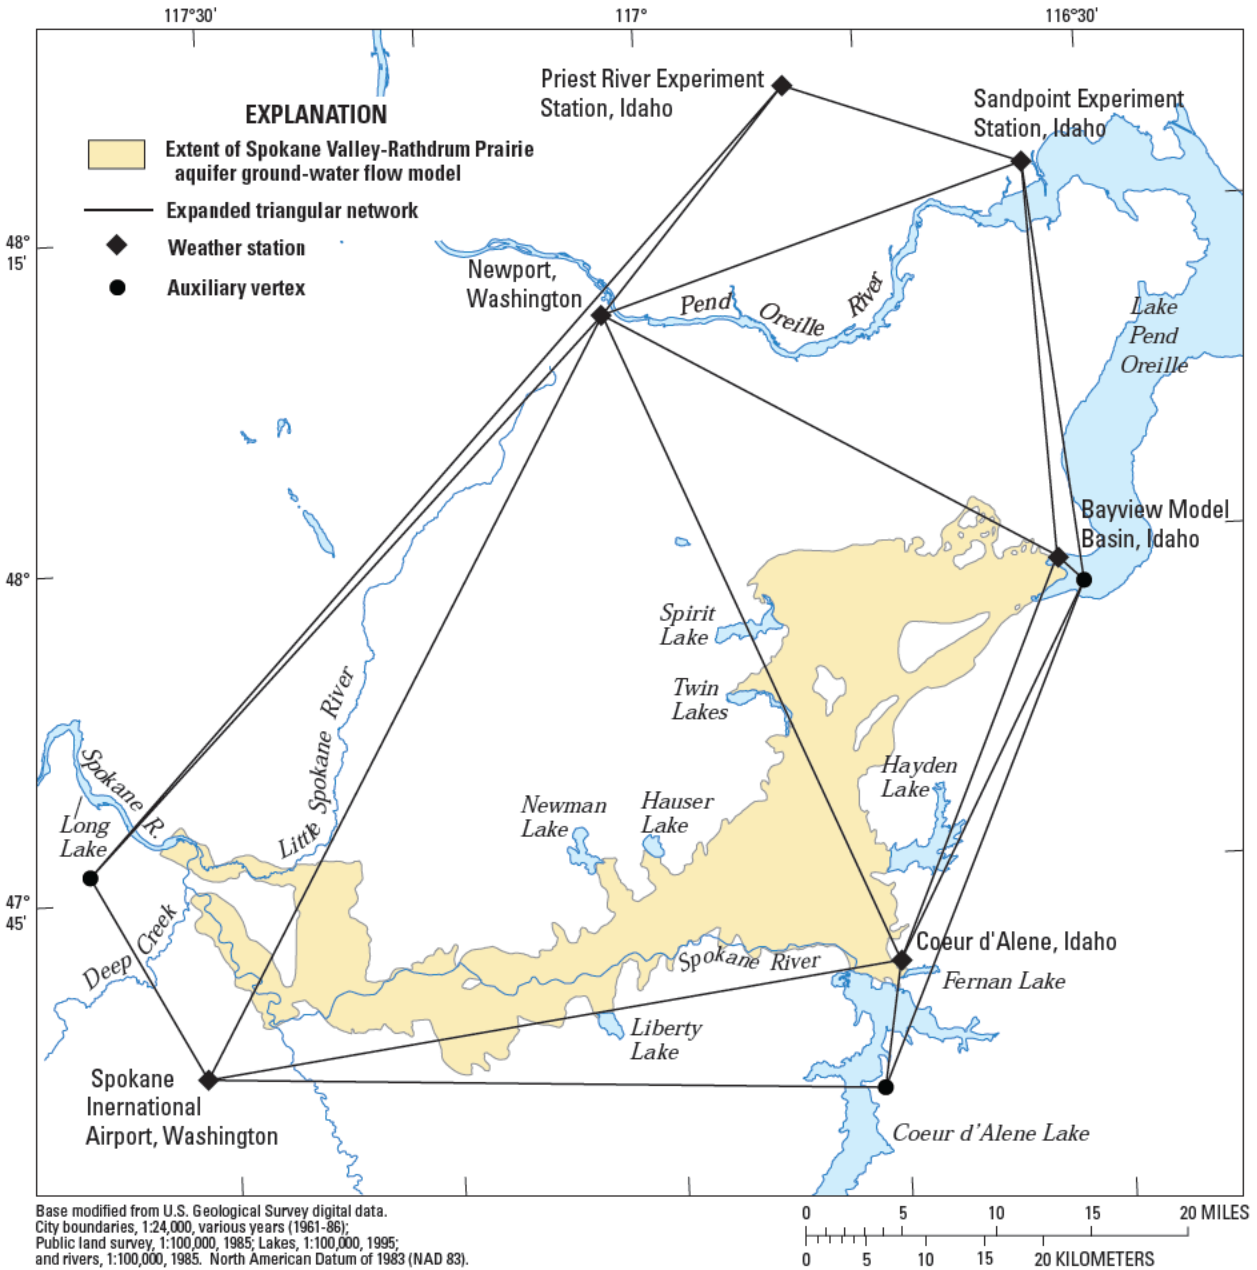 117°30'
117°
116°30'
Priest River Experiment
Station, Idaho
Sandpoint Experiment
Station, Idaho
EXPLANATION
Extent of Spokane Valley-Rathdrum Prairie
aquifer ground-water flow model
Expanded triangular network
Weather station
Auxiliary vertex
48°
15'
Newport,
Washington
Pend Oreille River
Lake
Pend
Oreille
Bayview Model
Basin, Idaho
48°
Spirit
Lake
Twin
Lakes
Little Spokane River
Spokane R.
Long
Lake
Newman
Lake
Hauser
Lake
Hayden
Lake
47°
45'
Deep Creek
Coeur d'Alene, Idaho
Spokane River
Fernan Lake
Liberty
Lake
Spokane
Inernational
Airport, Washington
Coeur d'Alene Lake
Base modified from U.S. Geological Survey digital data.
City boundaries, 1:24,000, various years (1961-86);
Public land survey, 1:100,000, 1985; Lakes, 1:100,000, 1995;
and rivers, 1:100,000, 1985. North American Datum of 1983 (NAD 83).
0 5 10 15 20 MILES
0 5 10 15 20 KILOMETERS